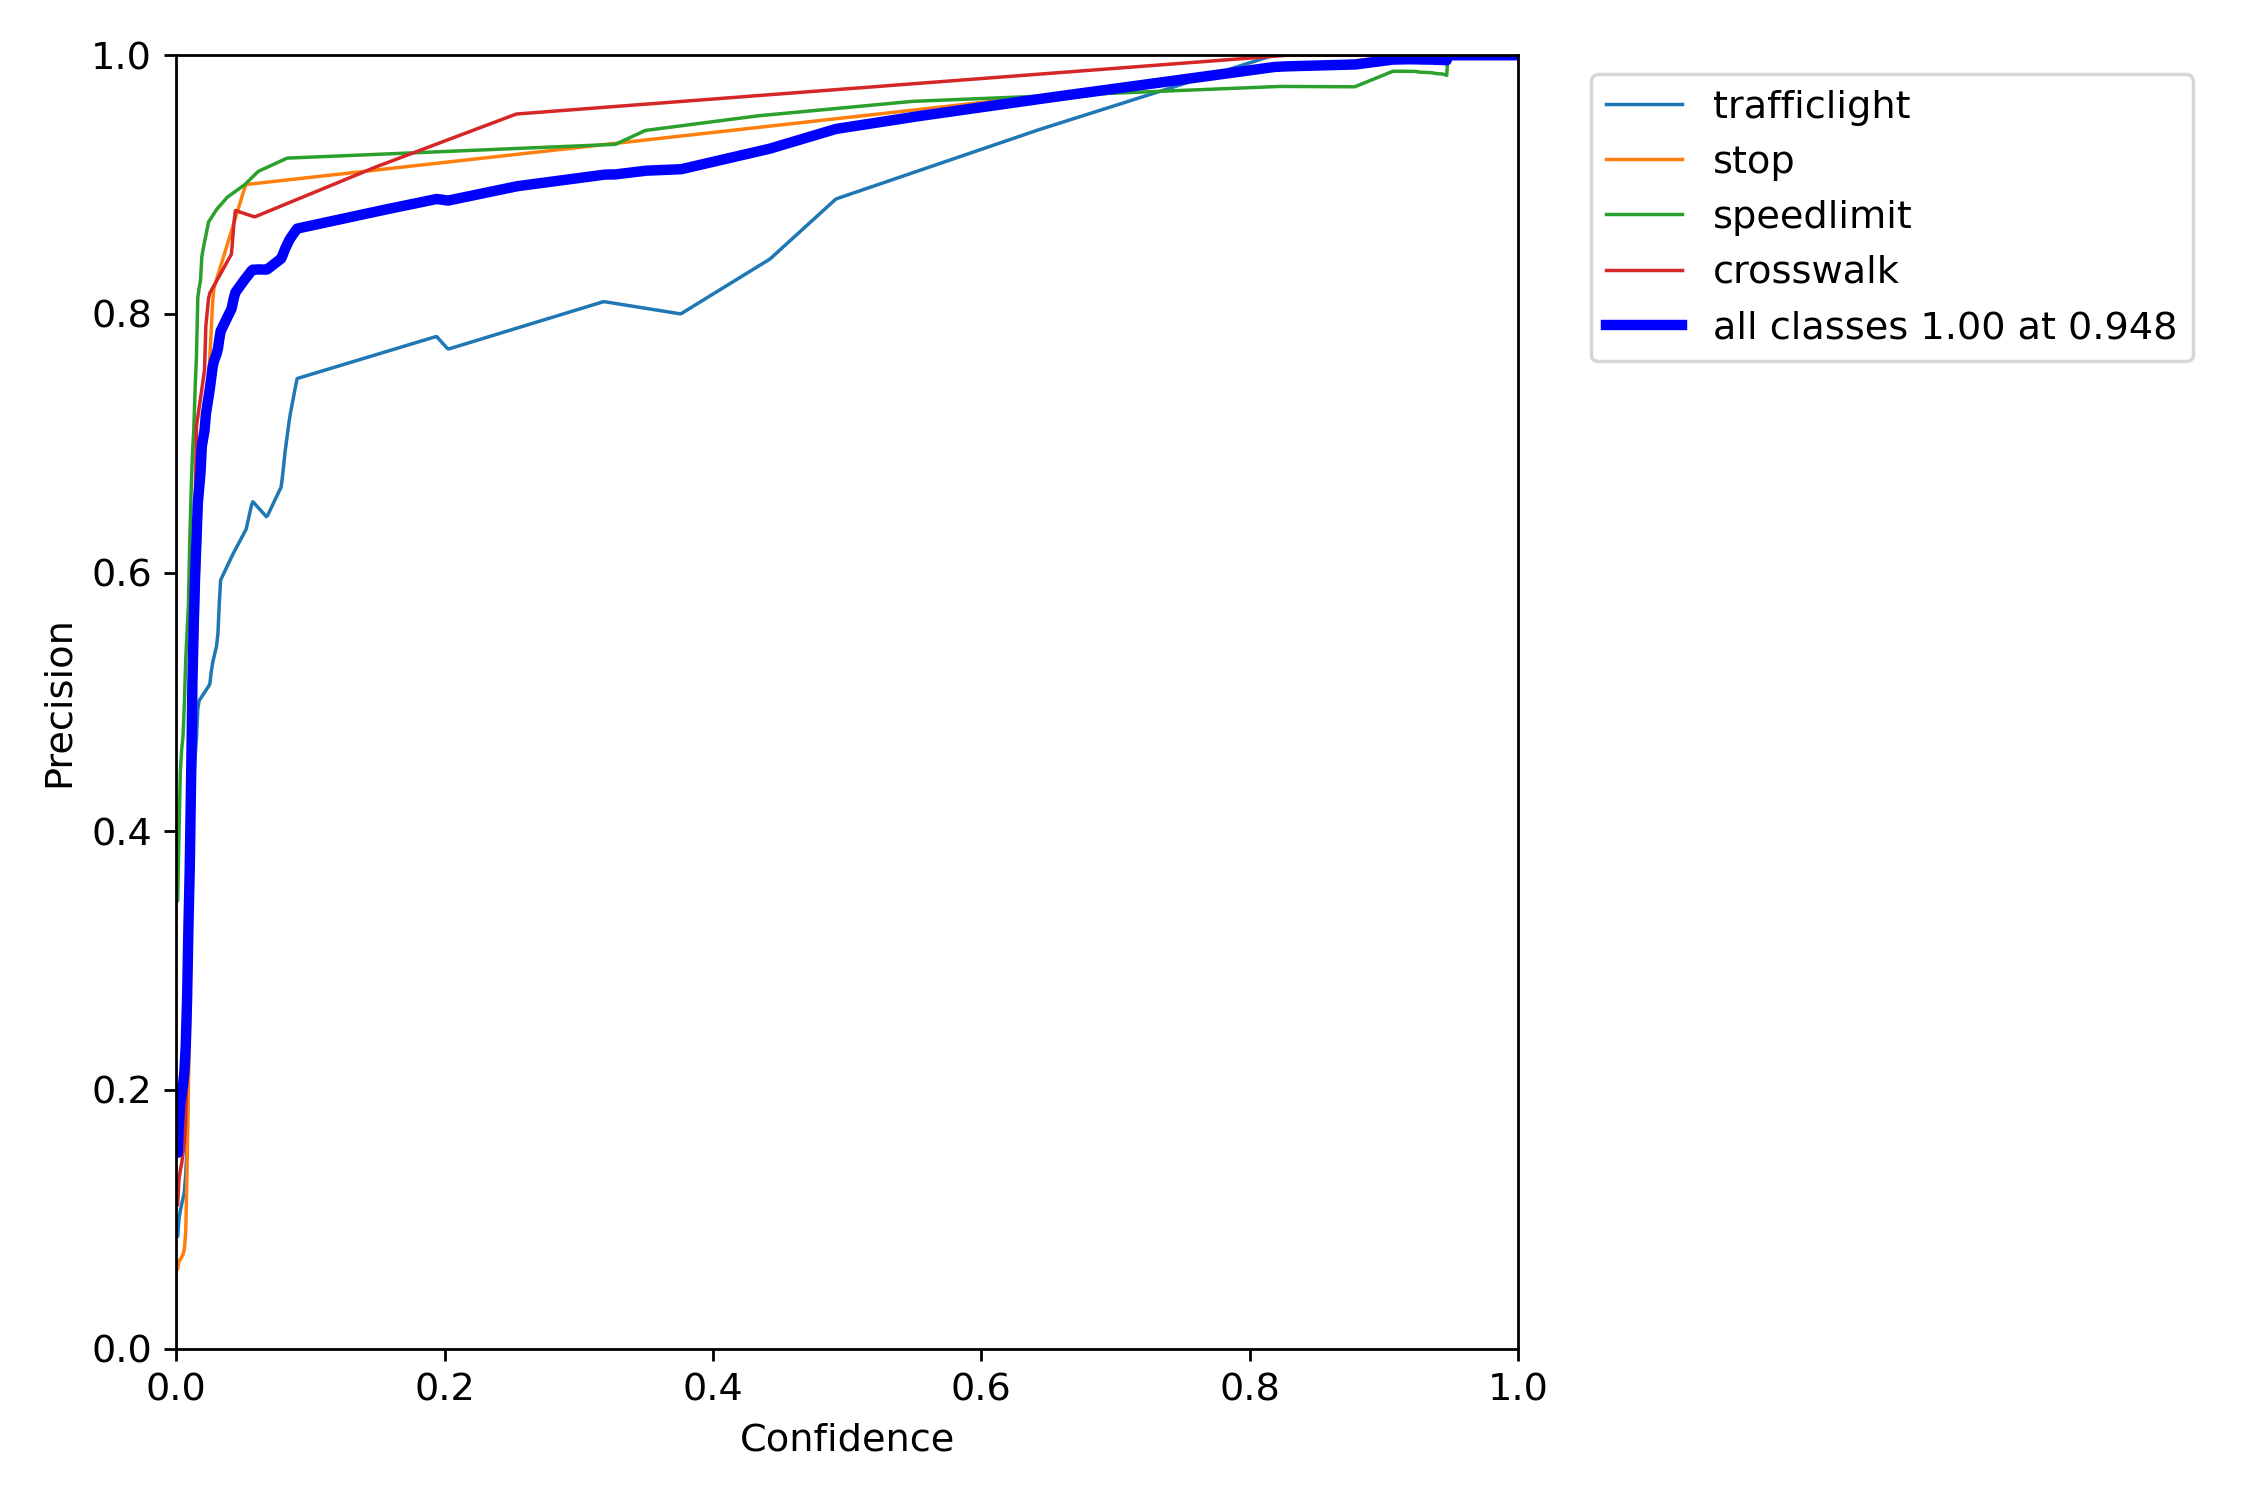 1.0
0.8
0.6
0.4
0.2
0.0
Precision
0.0 0.2 0.4 0.6 0.8 1.0
Confidence
trafficlight
stop
speedlimit
crosswalk
all classes 1.00 at 0.948